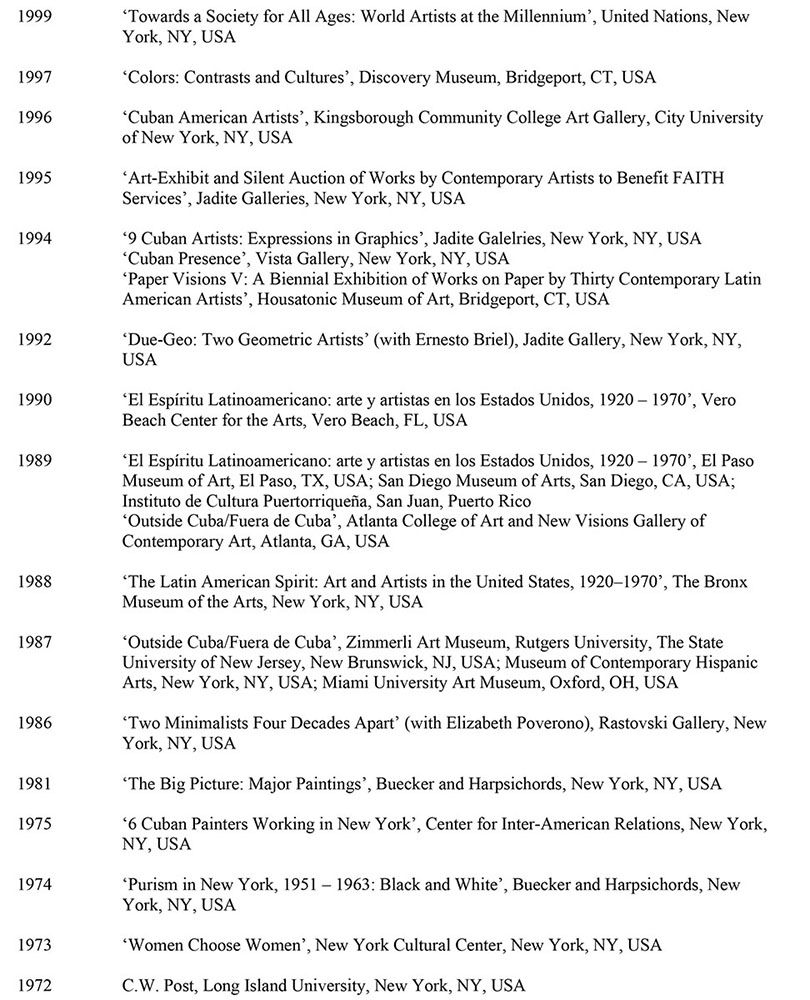 1999 ‘Towards a Society for All Ages: World Artists at the Millennium’, United Nations, New
York, NY, USA
1997 ‘Colors: Contrasts and Cultures’, Discovery Museum, Bridgeport, CT, USA
1996 ‘Cuban American Artists’, Kingsborough Community College Art Gallery, City University
of New York, NY, USA
1995 ‘Art-Exhibit and Silent Auction of Works by Contemporary Artists to Benefit FAITH
Services’, Jadite Galleries, New York, NY, USA
1994 ‘9 Cuban Artists: Expressions in Graphics’, Jadite Galelries, New York, NY, USA
‘Cuban Presence’, Vista Gallery, New York, NY, USA
‘Paper Visions V: A Biennial Exhibition of Works on Paper by Thirty Contemporary Latin
American Artists’, Housatonic Museum of Art, Bridgeport, CT, USA
1992 ‘Due-Geo: Two Geometric Artists’ (with Ernesto Briel), Jadite Gallery, New York, NY,
USA
1990 ‘El Espíritu Latinoamericano: arte y artistas en los Estados Unidos, 1920 – 1970’, Vero
Beach Center for the Arts, Vero Beach, FL, USA
1989 ‘El Espíritu Latinoamericano: arte y artistas en los Estados Unidos, 1920 – 1970’, El Paso
Museum of Art, El Paso, TX, USA; San Diego Museum of Arts, San Diego, CA, USA;
Instituto de Cultura Puertorriqueña, San Juan, Puerto Rico
‘Outside Cuba/Fuera de Cuba’, Atlanta College of Art and New Visions Gallery of
Contemporary Art, Atlanta, GA, USA
1988 ‘The Latin American Spirit: Art and Artists in the United States, 1920–1970’, The Bronx
Museum of the Arts, New York, NY, USA
1987 ‘Outside Cuba/Fuera de Cuba’, Zimmerli Art Museum, Rutgers University, The State
University of New Jersey, New Brunswick, NJ, USA; Museum of Contemporary Hispanic
Arts, New York, NY, USA; Miami University Art Museum, Oxford, OH, USA
1986 ‘Two Minimalists Four Decades Apart’ (with Elizabeth Poverono), Rastovski Gallery, New
York, NY, USA
1981 ‘The Big Picture: Major Paintings’, Buecker and Harpsichords, New York, NY, USA
1975 ‘6 Cuban Painters Working in New York’, Center for Inter-American Relations, New York,
NY, USA
1974 ‘Purism in New York, 1951 – 1963: Black and White’, Buecker and Harpsichords, New
York, NY, USA
1973 ‘Women Choose Women’, New York Cultural Center, New York, NY, USA
1972 C.W. Post, Long Island University, New York, NY, USA